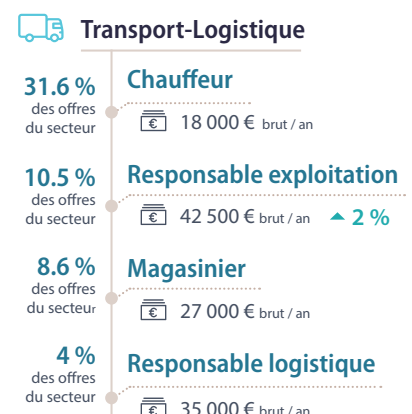 Transport-Logistique
31.6 %
des offres
du secteur
Chauffeur
18 000 € brut / an
10.5 %
des offres
du secteur
Responsable exploitation
42 500 € brut / an 2 %
8.6 %
des offres
du secteur
Magasinier
27 000 € brut / an
4 %
des offres
du secteur
Responsable logistique
35 000 € brut / an